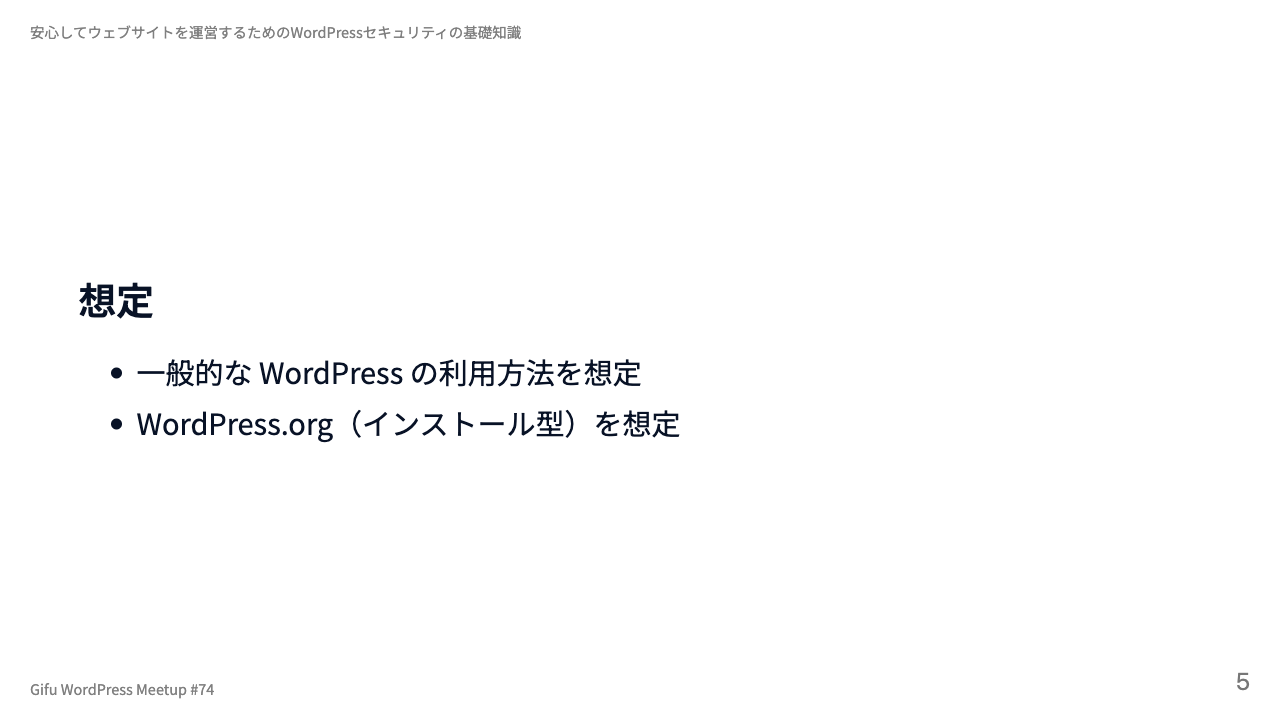 安心してウェブサイトを運営するためのWordPressセキュリティの基礎知識
想定
• 一般的な WordPress の利用方法を想定
• WordPress.org（インストール型）を想定
Gifu WordPress Meetup #74
5